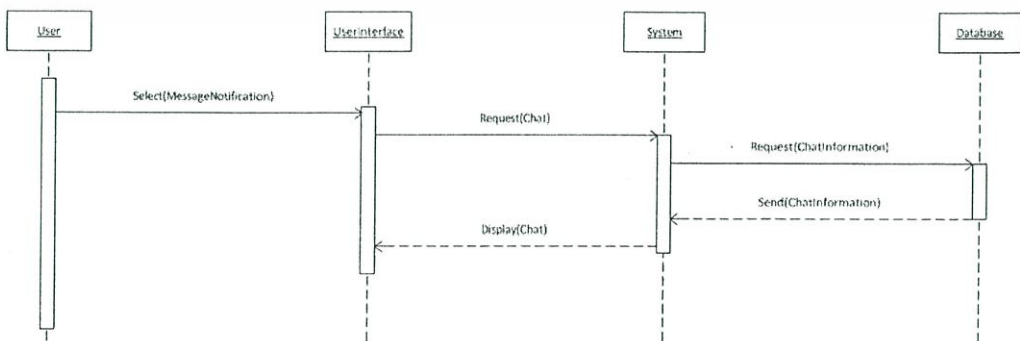 User
UserInterface
System
Database
Select(MessageNotification)
Request(Chat)
Request(ChatInformation)
Send(ChatInformation)
Display(Chat)